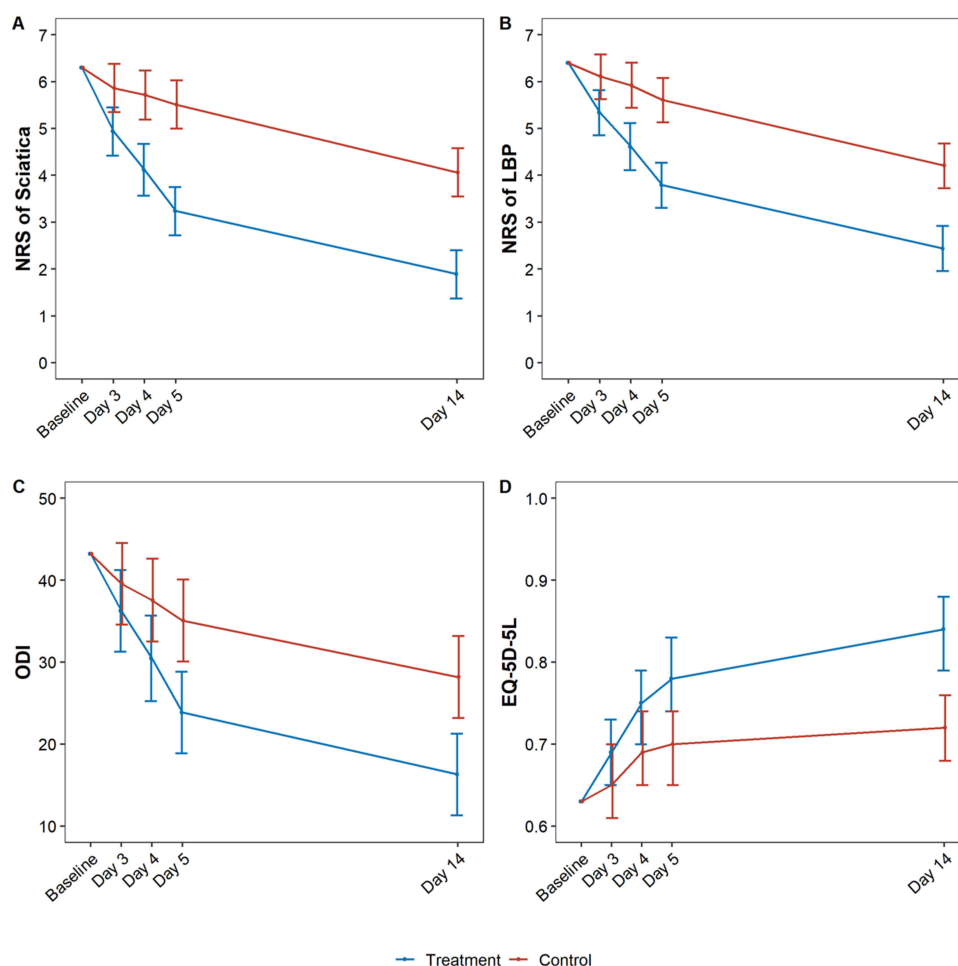 A
7
6
5
4
3
2
1
0
NRS of Sciatica
Baseline
Day 3
Day 4
Day 5
Day 14
B
7
6
5
4
3
2
1
0
NRS of LBP
Baseline
Day 3
Day 4
Day 5
Day 14
C
50
40
30
20
10
ODI
Baseline
Day 3
Day 4
Day 5
Day 14
D
1.0
0.9
0.8
0.7
0.6
EQ-5D-5L
Baseline
Day 3
Day 4
Day 5
Day 14
Treatment Control